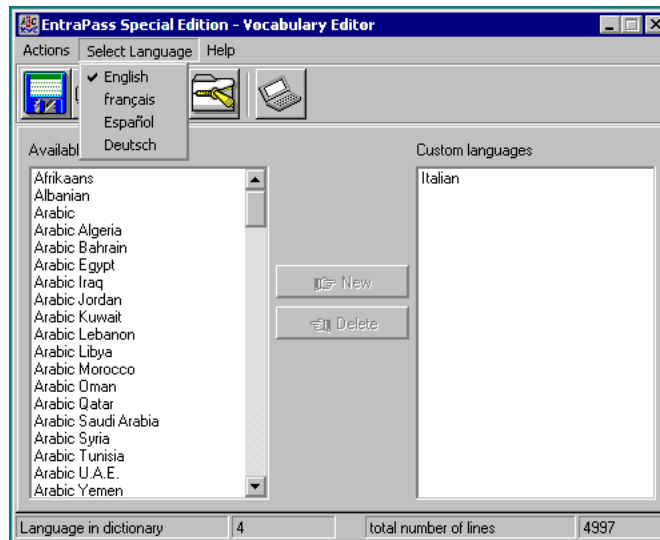 EntraPass Special Edition - Vocabulary Editor
Actions Select Language Help
English
français
Español
Deutsch
Availabl
Custom languages
Afrikaans
Albanian
Arabic
Arabic Algeria
Arabic Bahrain
Arabic Egypt
Arabic Iraq
Arabic Jordan
Arabic Kuwait
Arabic Lebanon
Arabic Libya
Arabic Morocco
Arabic Oman
Arabic Qatar
Arabic Saudi Arabia
Arabic Syria
Arabic Tunisia
Arabic U.A.E.
Arabic Yemen
New
Delete
Italian
Language in dictionary 4 total number of lines 4997